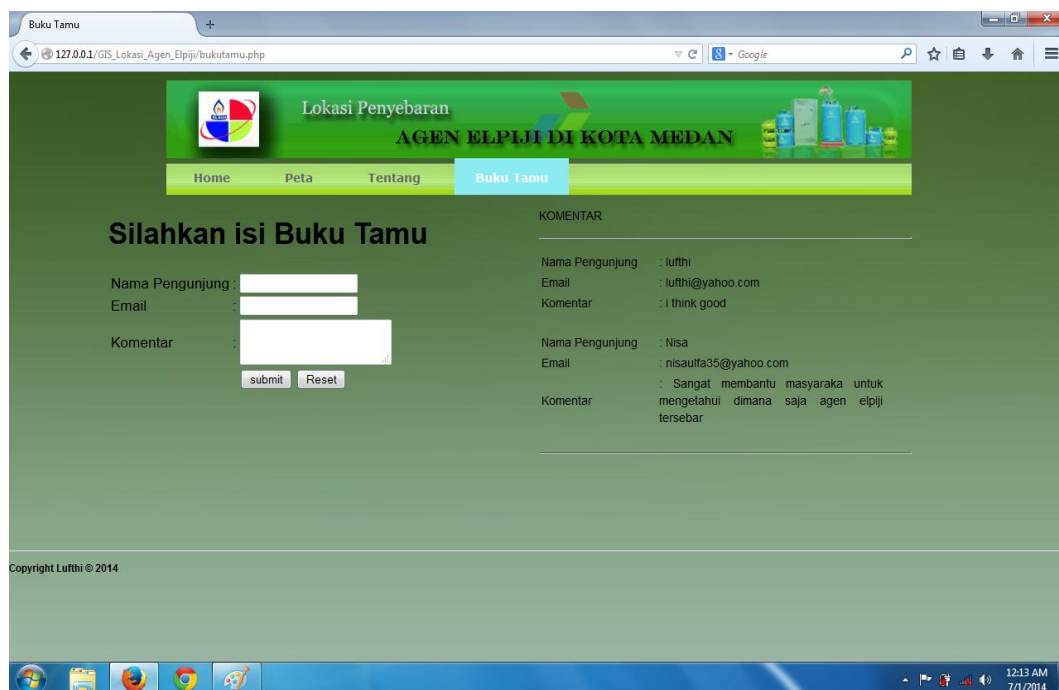 Buku Tamu
127.0.0.1/GIS_Lokasi_Agen_Elpiji/bukutamu.php
Google
Lokasi Penyebaran
AGEN ELPIJI DI KOTA MEDAN
Home Peta Tentang Buku Tamu
Silahkan isi Buku Tamu
Nama Pengunjung :
Email :
Komentar :
submit Reset
KOMENTAR
Nama Pengunjung : lufthi
Email : lufthi@yahoo.com
Komentar : i think good
Nama Pengunjung : Nisa
Email : nisaulfa35@yahoo.com
Komentar : Sangat membantu masyaraka untuk
mengetahui dimana saja agen elpiji
tersebar
Copyright Lufthi © 2014
12:13 AM
7/1/2014